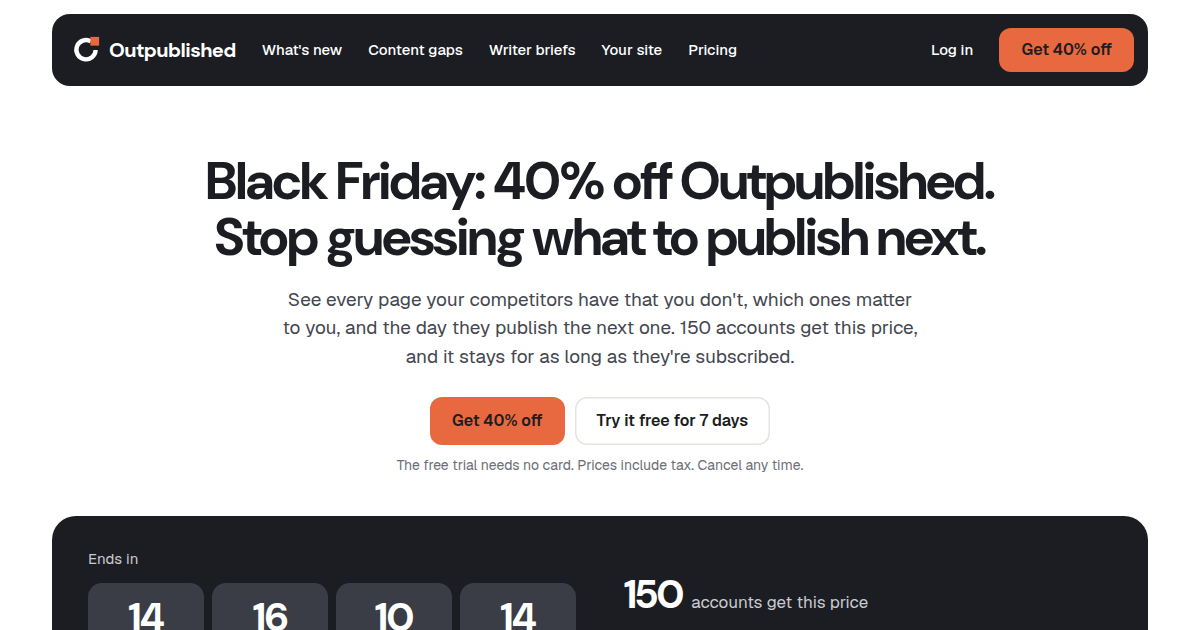 Outpublished
What's new
Content gaps
Writer briefs
Your site
Pricing
Log in
Get 40% off
Black Friday: 40% off Outpublished.
Stop guessing what to publish next.
See every page your competitors have that you don't, which ones matter
to you, and the day they publish the next one. 150 accounts get this price,
and it stays for as long as they're subscribed.
Get 40% off
Try it free for 7 days
The free trial needs no card. Prices include tax. Cancel any time.
Ends in
14
16
10
14
150 accounts get this price